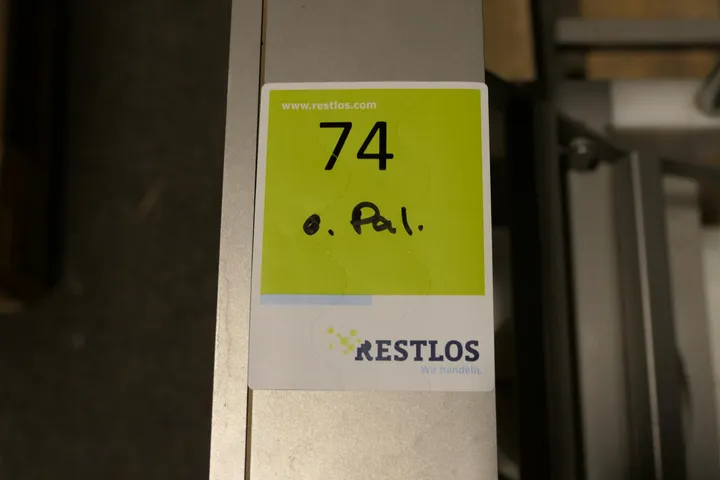 www.restlos.com
74
o. Pal.
RESTLOS
Wir handeln.